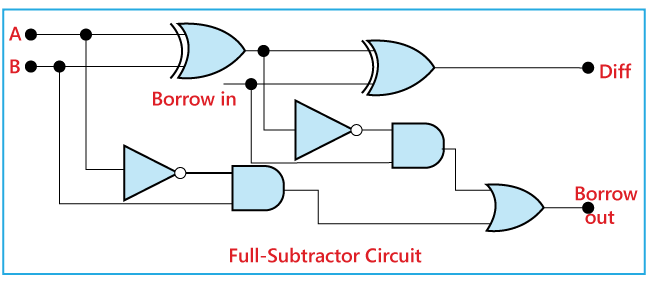 A
B
Borrow in
Diff
Borrow
out
Full-Subtractor Circuit